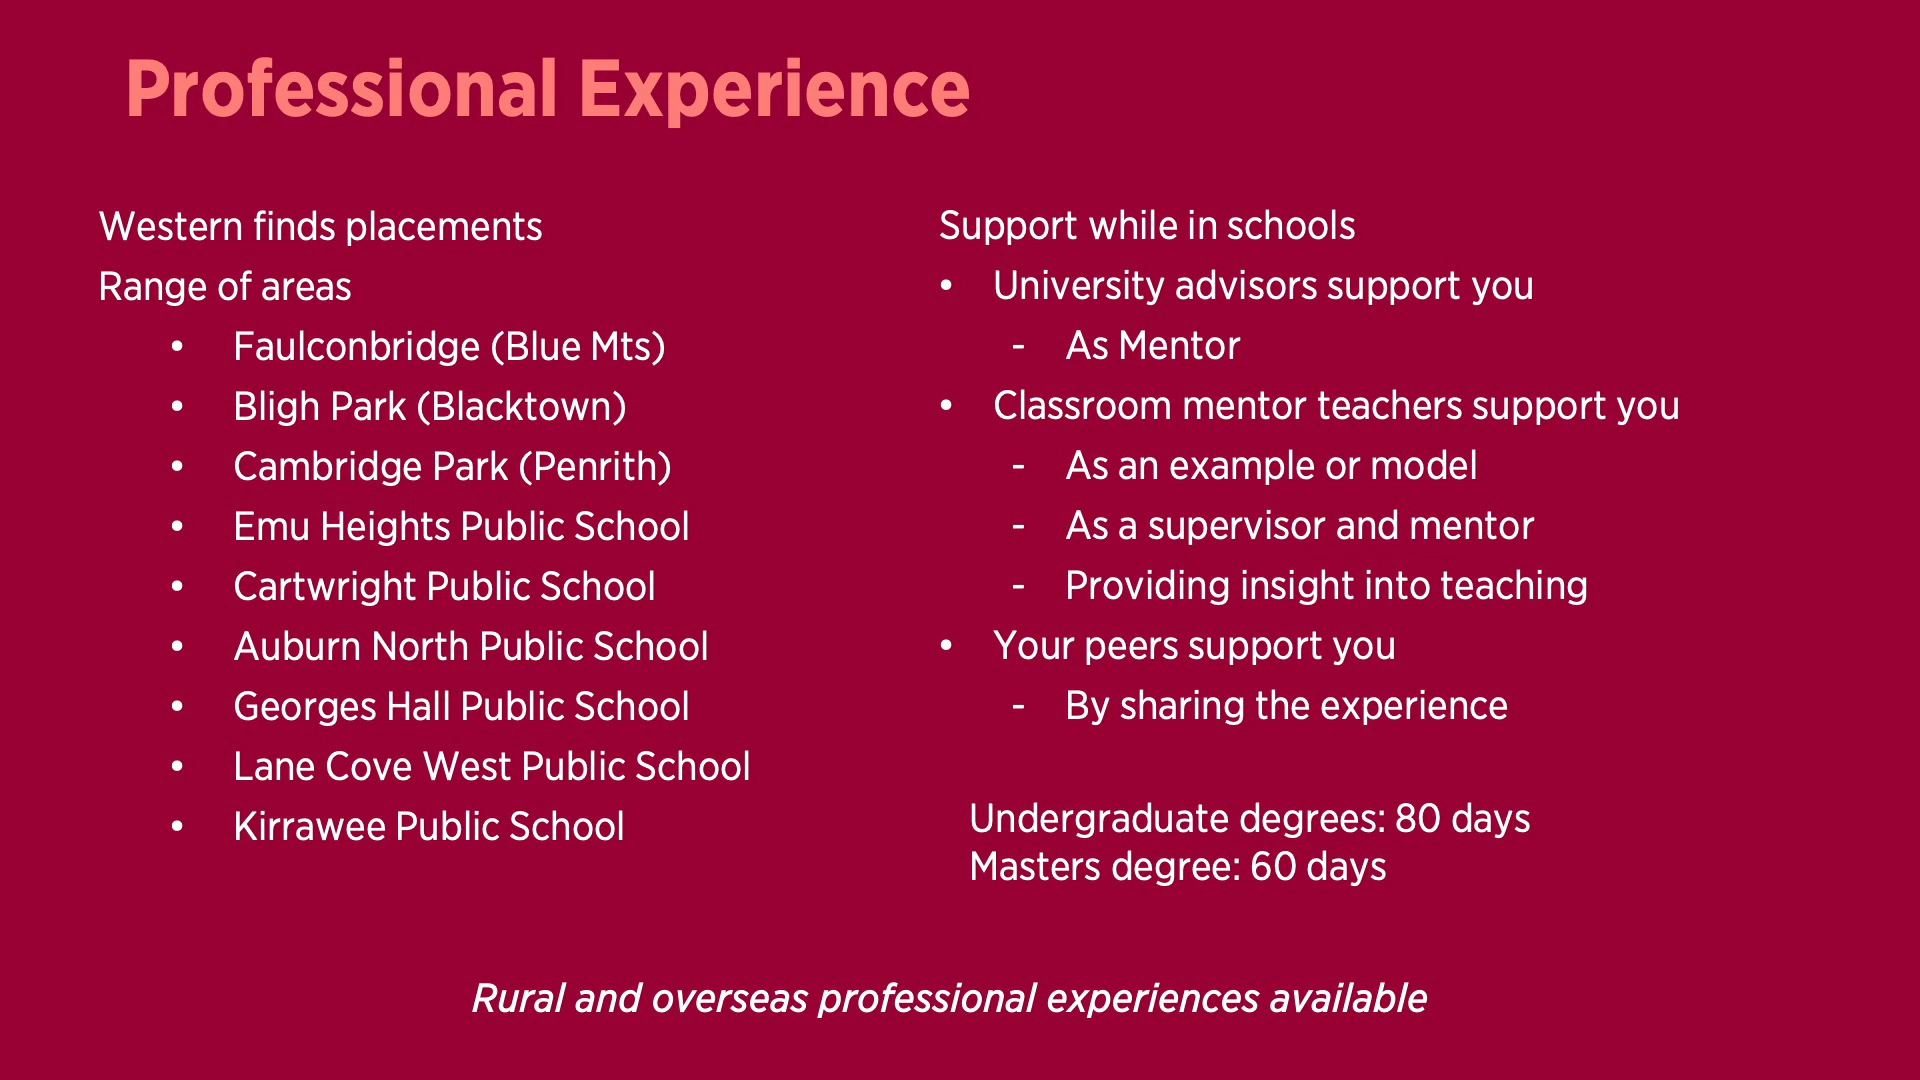 Professional Experience
Western finds placements
Range of areas
• Faulconbridge (Blue Mts)
• Bligh Park (Blacktown)
• Cambridge Park (Penrith)
• Emu Heights Public School
• Cartwright Public School
• Auburn North Public School
• Georges Hall Public School
• Lane Cove West Public School
• Kirrawee Public School
Support while in schools
• University advisors support you
- As Mentor
• Classroom mentor teachers support you
- As an example or model
- As a supervisor and mentor
- Providing insight into teaching
• Your peers support you
- By sharing the experience
Undergraduate degrees: 80 days
Masters degree: 60 days
Rural and overseas professional experiences available